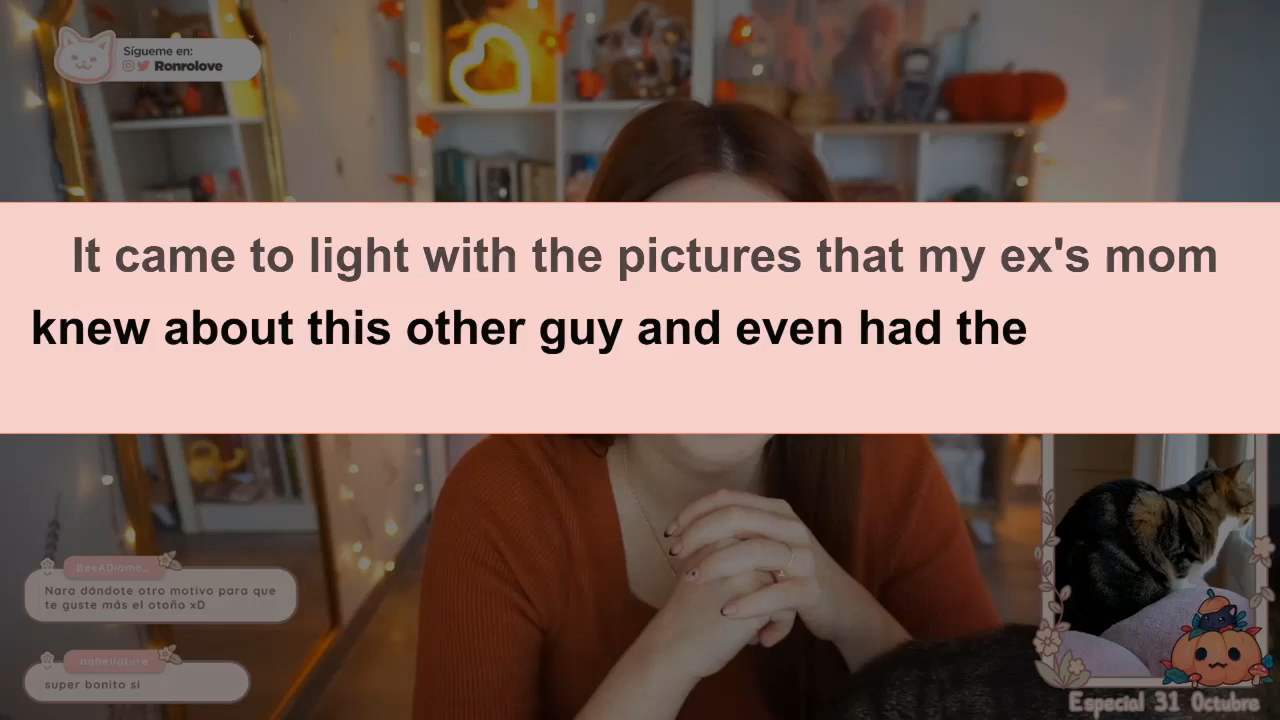 Sígueme en:
Ronrolove
It came to light with the pictures that my ex's mom
knew about this other guy and even had the
BeeADiame_
Nara dándote otro motivo para que
te guste más el otoño xD
nabellature
super bonito si
Especial 31 Octubre